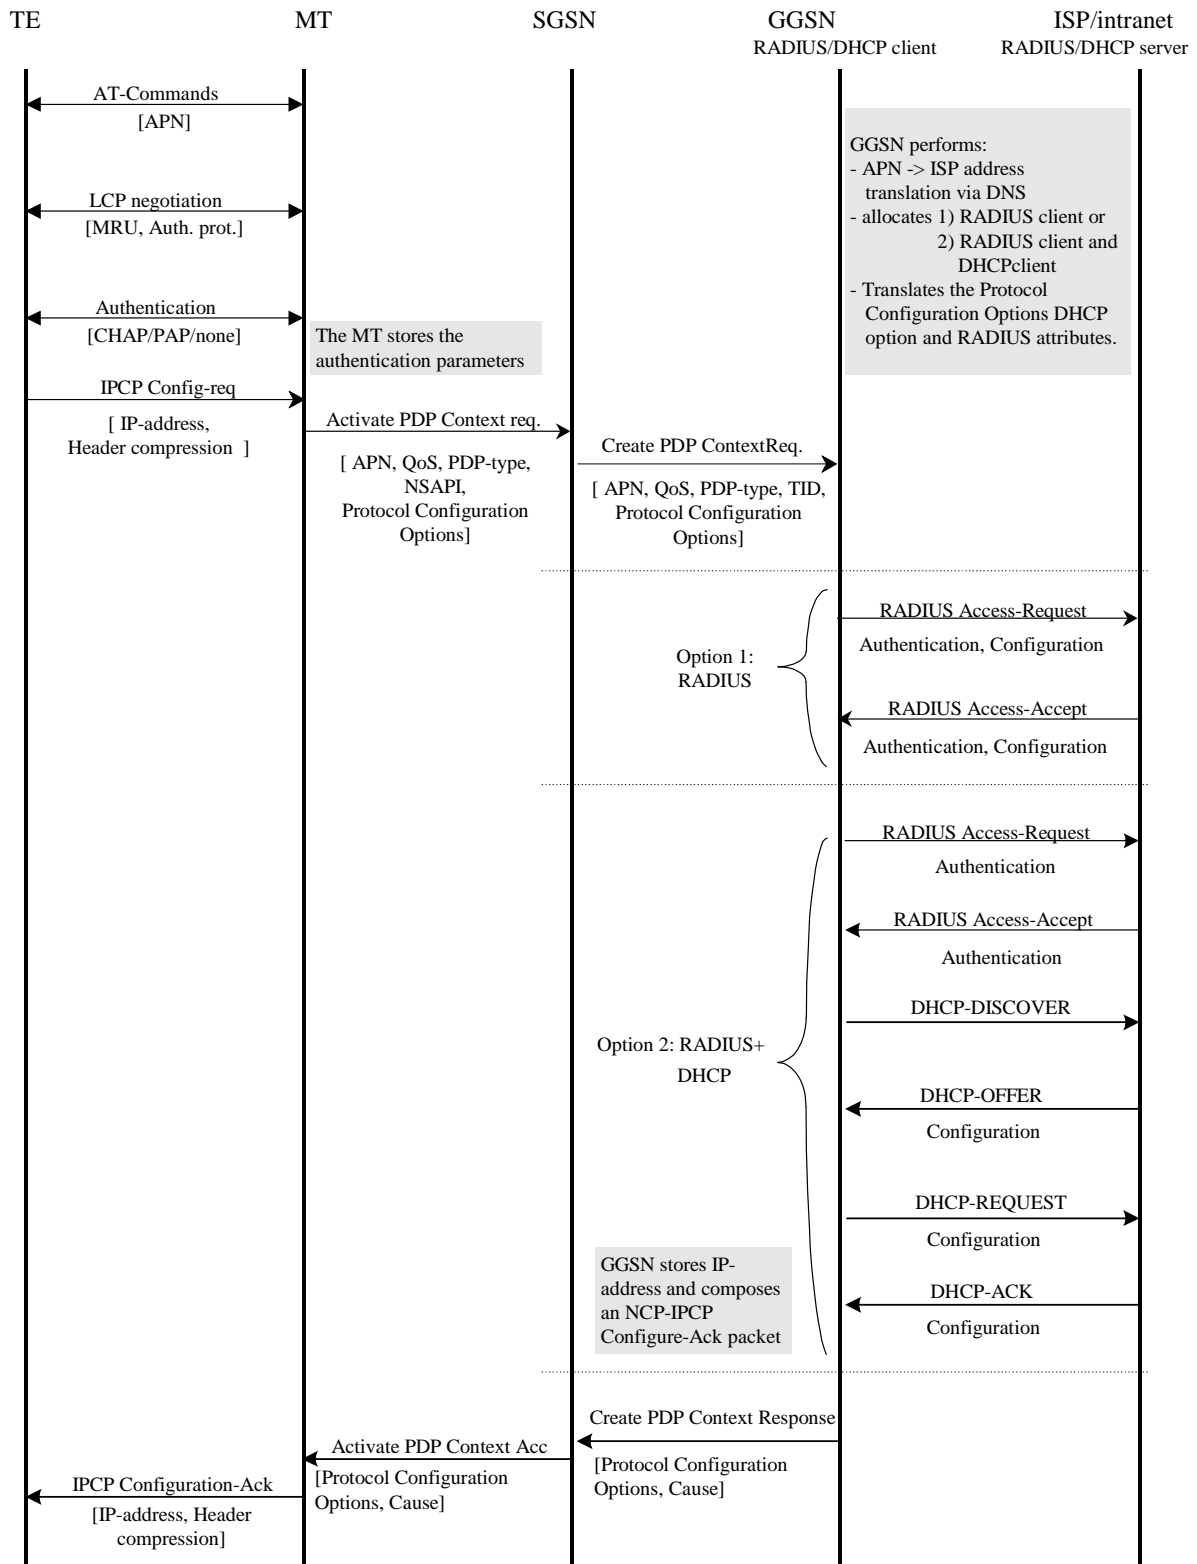 TE
MT
SGSN
GGSN
ISP/intranet
RADIUS/DHCP client
RADIUS/DHCP server
AT-Commands
[APN]
GGSN performs:
- APN -> ISP address
translation via DNS
- allocates 1) RADIUS client or
2) RADIUS client and
DHCPclient
- Translates the Protocol
Configuration Options DHCP
option and RADIUS attributes.
LCP negotiation
[MRU, Auth. prot.]
Authentication
[CHAP/PAP/none]
The MT stores the
authentication parameters
IPCP Config-req
[ IP-address,
Header compression ]
Activate PDP Context req.
[ APN, QoS, PDP-type,
NSAPI,
Protocol Configuration
Options]
Create PDP ContextReq.
[ APN, QoS, PDP-type, TID,
Protocol Configuration
Options]
Option 1:
RADIUS
RADIUS Access-Request
Authentication, Configuration
RADIUS Access-Accept
Authentication, Configuration
RADIUS Access-Request
Authentication
RADIUS Access-Accept
Authentication
DHCP-DISCOVER
Option 2: RADIUS+
DHCP
DHCP-OFFER
Configuration
DHCP-REQUEST
Configuration
GGSN stores IP-
address and composes
an NCP-IPCP
Configure-Ack packet
DHCP-ACK
Configuration
Create PDP Context Response
[Protocol Configuration
Options, Cause]
Activate PDP Context Acc
[Protocol Configuration
Options, Cause]
IPCP Configuration-Ack
[IP-address, Header
compression]